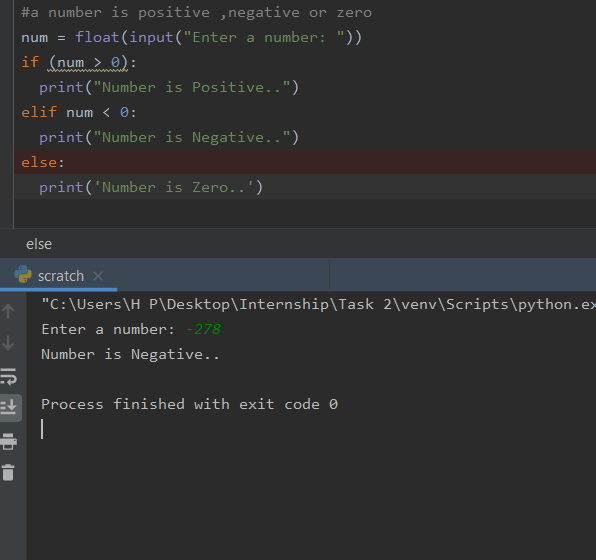 #a number is positive ,negative or zero
num = float(input("Enter a number: "))
if (num > 0):
  print("Number is Positive..")
elif num < 0:
  print("Number is Negative..")
else:
  print('Number is Zero..')
else
scratch
"C:\Users\H P\Desktop\Internship\Task 2\venv\Scripts\python.ex
Enter a number: -278
Number is Negative..
Process finished with exit code 0